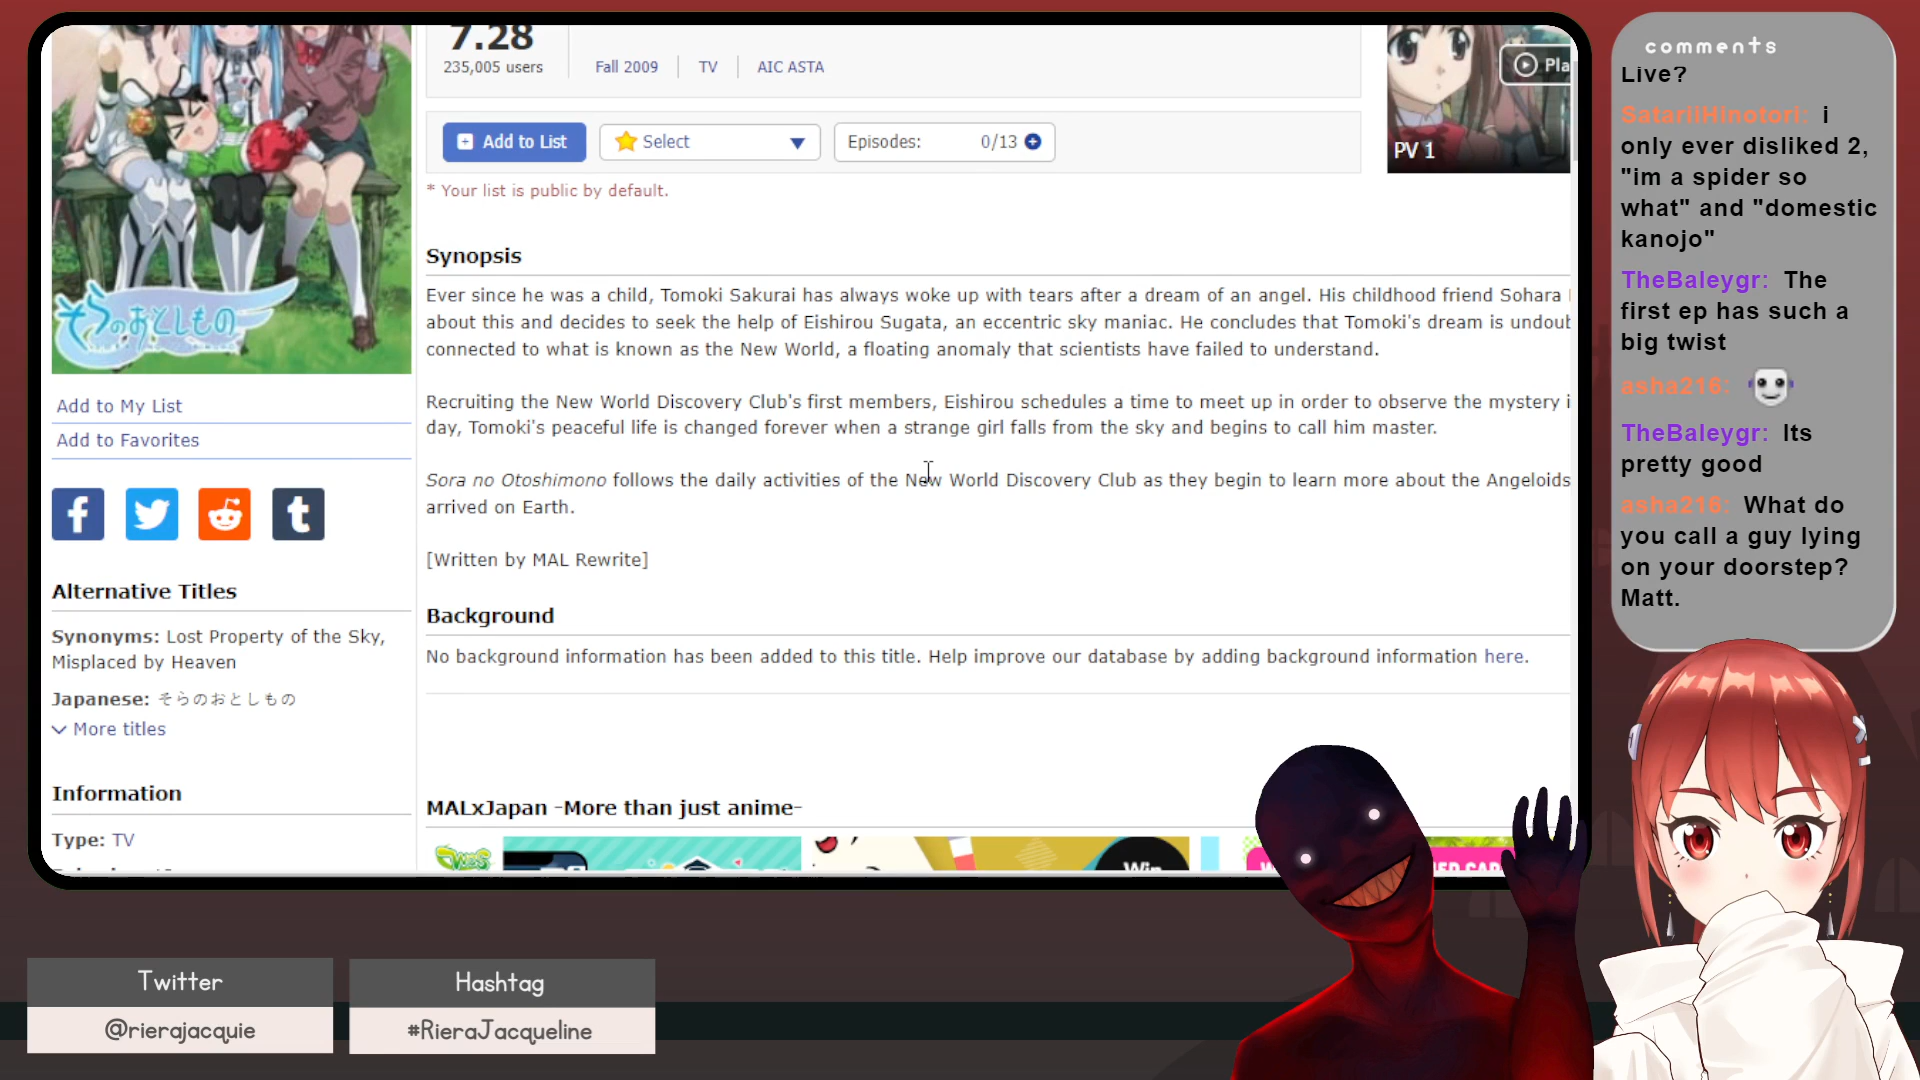 7.28
235,005 users
Fall 2009
TV
AIC ASTA
Add to List
Select
Episodes: 0/13
* Your list is public by default.
Pla
PV 1
Synopsis
Ever since he was a child, Tomoki Sakurai has always woke up with tears after a dream of an angel. His childhood friend Sohara
about this and decides to seek the help of Eishirou Sugata, an eccentric sky maniac. He concludes that Tomoki's dream is undoub
connected to what is known as the New World, a floating anomaly that scientists have failed to understand.
Recruiting the New World Discovery Club's first members, Eishirou schedules a time to meet up in order to observe the mystery i
day, Tomoki's peaceful life is changed forever when a strange girl falls from the sky and begins to call him master.
Sora no Otoshimono follows the daily activities of the New World Discovery Club as they begin to learn more about the Angeloids
arrived on Earth.
[Written by MAL Rewrite]
Background
No background information has been added to this title. Help improve our database by adding background information here.
MALxJapan -More than just anime-
Win
そらのおとしもの
Add to My List
Add to Favorites
Alternative Titles
Synonyms: Lost Property of the Sky,
Misplaced by Heaven
Japanese: そらのおとしもの
More titles
Information
Type: TV
comments
Live?
SatariiHinotori: i
only ever disliked 2,
"im a spider so
what" and "domestic
kanojo"
TheBaleygr: The
first ep has such a
big twist
asha216:
TheBaleygr: Its
pretty good
asha216: What do
you call a guy lying
on your doorstep?
Matt.
Twitter
@rierajacquie
Hashtag
#RieraJacqueline